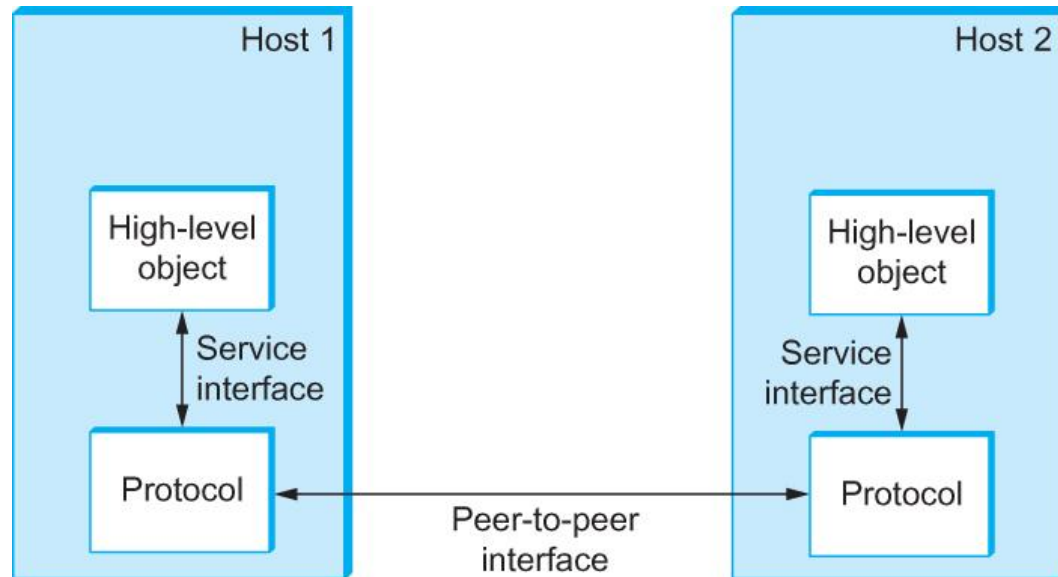 Host 1
High-level
object
Service
interface
Protocol
Host 2
High-level
object
Service
interface
Protocol
Peer-to-peer
interface